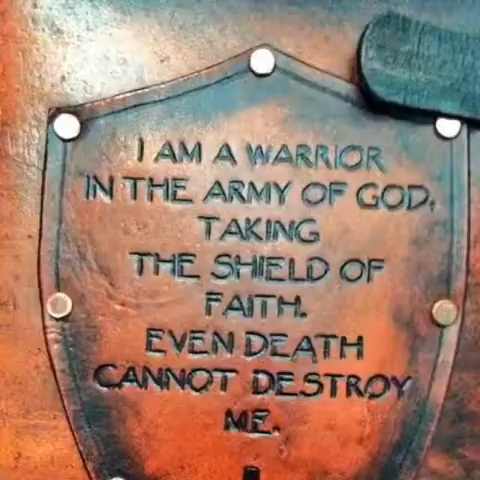 I AM A WARRIOR
IN THE ARMY OF GOD,
TAKING
THE SHIELD OF
FAITH.
EVEN DEATH
CANNOT DESTROY
ME.